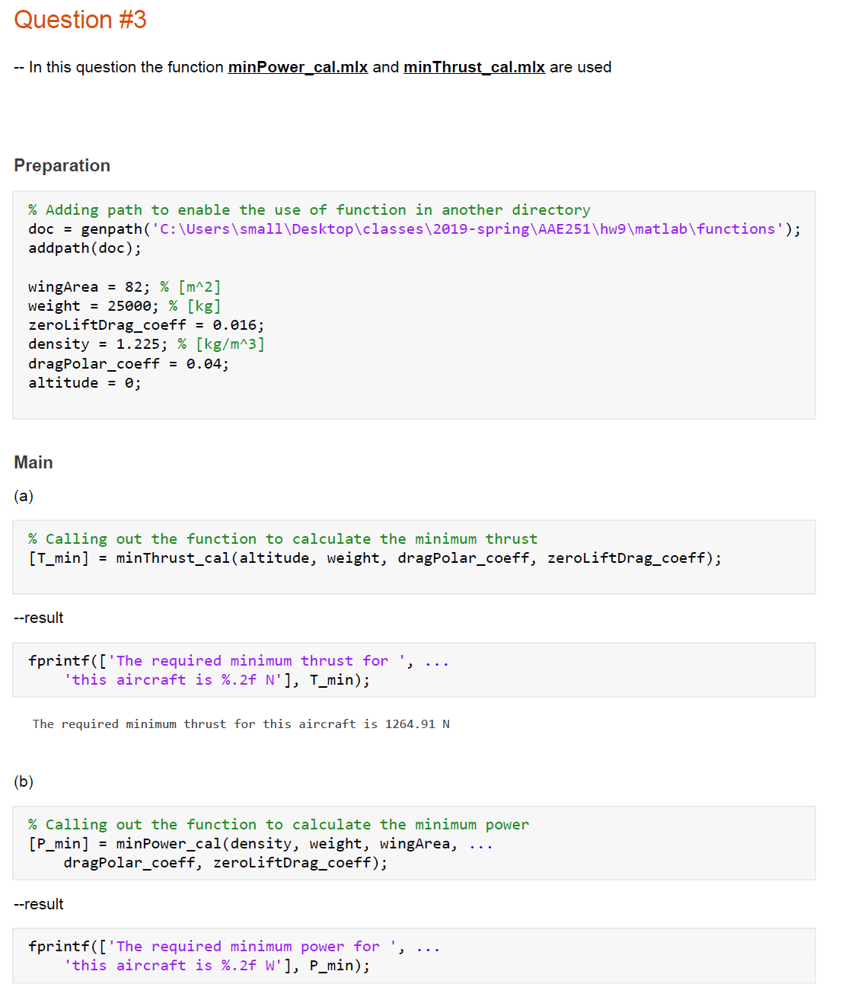 Question #3
-- In this question the function minPower_cal.mlx and minThrust_cal.mlx are used
Preparation
% Adding path to enable the use of function in another directory
doc = genpath('C:\Users\small\Desktop\classes\2019-spring\AAE251\hw9\matlab\functions');
addpath(doc);
wingArea = 82; % [m^2]
weight = 25000; % [kg]
zeroLiftDrag_coeff = 0.016;
density = 1.225; % [kg/m^3]
dragPolar_coeff = 0.04;
altitude = 0;
Main
(a)
% Calling out the function to calculate the minimum thrust
[T_min] = minThrust_cal(altitude, weight, dragPolar_coeff, zeroLiftDrag_coeff);
--result
fprintf(['The required minimum thrust for ', ...
'this aircraft is %.2f N'], T_min);
The required minimum thrust for this aircraft is 1264.91 N
(b)
% Calling out the function to calculate the minimum power
[P_min] = minPower_cal(density, weight, wingArea, ...
dragPolar_coeff, zeroLiftDrag_coeff);
--result
fprintf(['The required minimum power for ', ...
'this aircraft is %.2f W'], P_min);